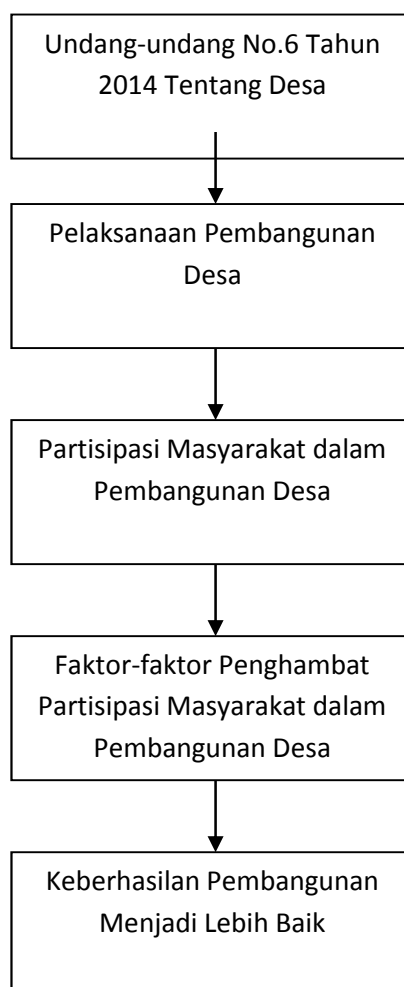 Undang-undang No.6 Tahun
2014 Tentang Desa
Pelaksanaan Pembangunan
Desa
Partisipasi Masyarakat dalam
Pembangunan Desa
Faktor-faktor Penghambat
Partisipasi Masyarakat dalam
Pembangunan Desa
Keberhasilan Pembangunan
Menjadi Lebih Baik